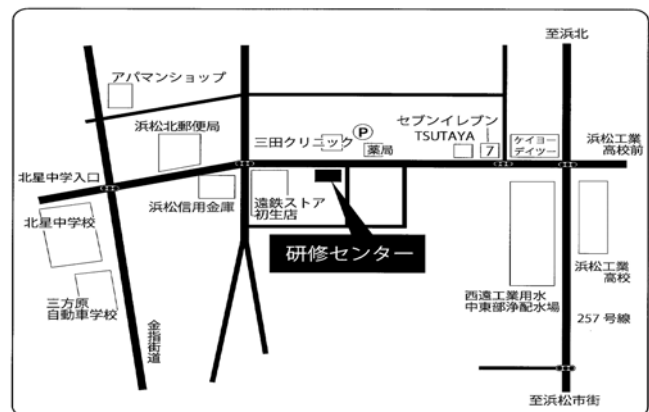 至浜北
アパマンショップ
浜松北郵便局
三田クリニック
P
薬局
セブンイレブン
TSUTAYA
7
ケイヨー
デイツー
浜松工業
高校前
北星中学入口
浜松信用金庫
遠鉄ストア
初生店
北星中学校
研修センター
三方原
自動車学校
金指街道
西遠工業用水
中東部浄配水場
浜松工業
高校
257 号線
至浜松市街